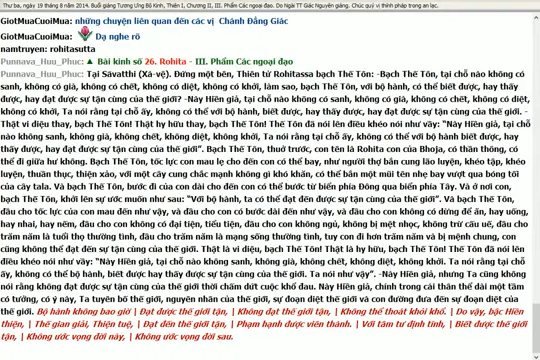 Thứ ba, ngày 19 tháng 8 năm 2014. Buổi giảng Tương Ưng Bộ Kinh, Thiên I, Chương II, III. Phẩm Các Ngoại đạo. Do Ngài TT Giác Nguyên giảng. Chúc quý vị thính pháp trong an lạc.
GiotMuaCuoiMua: những chuyện liên quan đến các vị Chánh Đẳng Giác
GiotMuaCuoiMua: Dạ nghe rõ
namtruyen: rohitasutta
Punnava_Huu_Phuc: ▲ Bài kinh số 26. Rohita - III. Phẩm Các ngoại đạo
Punnava_Huu_Phuc: Tại Sāvatthi (Xá-vệ). Đứng một bên, Thiên tử Rohitassa bạch Thế Tôn: -Bạch Thế Tôn, tại chỗ nào không có
sanh, không có già, không có chết, không có diệt, không có khởi, làm sao, bạch Thế Tôn, với bộ hành, có thể biết được, hay thấy
được, hay đạt được sự tận cùng của thế giới? -Này Hiền giả, tại chỗ nào không có sanh, không có già, không có chết, không có diệt,
không có khởi, Ta nói rằng tại chỗ ấy, không có thể với bộ hành, biết được, hay thấy được, hay đạt được sự tận cùng của thế giới. -
Thật vi diệu thay, bạch Thế Tôn! Thật hy hữu thay, bạch Thế Tôn! Thế Tôn đã nói lên điều khéo nói như vầy: “Này Hiền giả, tại chỗ
nào không sanh, không già, không chết, không diệt, không khởi, Ta nói rằng tại chỗ ấy, không có thể với bộ hành, biết được hay
thấy được, hay đạt được sự tận cùng của thế giới”. Bạch Thế Tôn, thuở trước, con tên là Rohita con của Bhoja, có thần thông, có
thể đi giữa hư không. Bạch Thế Tôn, tốc lực con mau lẹ cho đến con có thể bay, như người thợ bắn cung lão luyện, khéo tập, khéo
luyện, thuần thục, thiện xảo, với một cây cung chắc mạnh không gì khó khăn, có thể bắn một mũi tên nhẹ bay vượt qua bóng tối
của cây tala. Và bạch Thế Tôn, bước đi của con dài cho đến con có thể bước từ biển phía Đông qua biển phía Tây. Và ở nơi con,
bạch Thế Tôn, khởi lên sự ước muốn như sau: “Với bộ hành, ta có thể đạt đến được sự tận cùng của thế giới”. Và bạch Thế Tôn,
dầu cho tốc lực của con mau đến như vậy, và dầu cho con có bước dài đến như vậy, và dầu cho con không có dừng để ăn, hay uống,
hay nhai, hay nếm, dầu cho con không có đại tiện, tiểu tiện, dầu cho con không ngủ, không bị mệt nhọc, không trừ cấu uế, dầu cho
trăm năm là tuổi thọ thường tình, dầu cho trăm năm là mạng sống thường tình, tuy con đi hơn trăm năm và bị mệnh chung, con
cũng không thể đạt đến sự tận cùng của thế giới. Thật là vi diệu, bạch Thế Tôn! Thật là hy hữu, bạch Thế Tôn! Thế Tôn đã nói lên
điều khéo nói như vầy: “Này Hiền giả, tại chỗ nào không sanh, không già, không chết, không diệt, không khởi. Ta nói rằng tại chỗ
ấy, không có thể bộ hành, biết được hay thấy được sự tận cùng của thế giới. Ta nói như vậy”. -Này Hiền giả, nhưng Ta cũng không
nói rằng không đạt được sự tận cùng của thế giới thời chấm dứt cuộc khổ đau. Này Hiền giả, chính trong cái thân thể dài một tầm
có tưởng, có ý này, Ta tuyên bố thế giới, nguyên nhân của thế giới, sự đoạn diệt thế giới và con đường đưa đến sự đoạn diệt của
thế giới. Bộ hành không bao giờ | Đạt được thế giới tận, | Không đạt thế giới tận, | Không thể thoát khỏi khổ. | Do vậy, bậc Hiền
thiện, | Thế gian giải, Thiện tuệ, | Đạt đến thế giới tận, | Phạm hạnh được viên thành. | Với tâm tư định tĩnh, | Biết được thế giới
tận, | Không ước vọng đời này, | Không ước vọng đời sau.